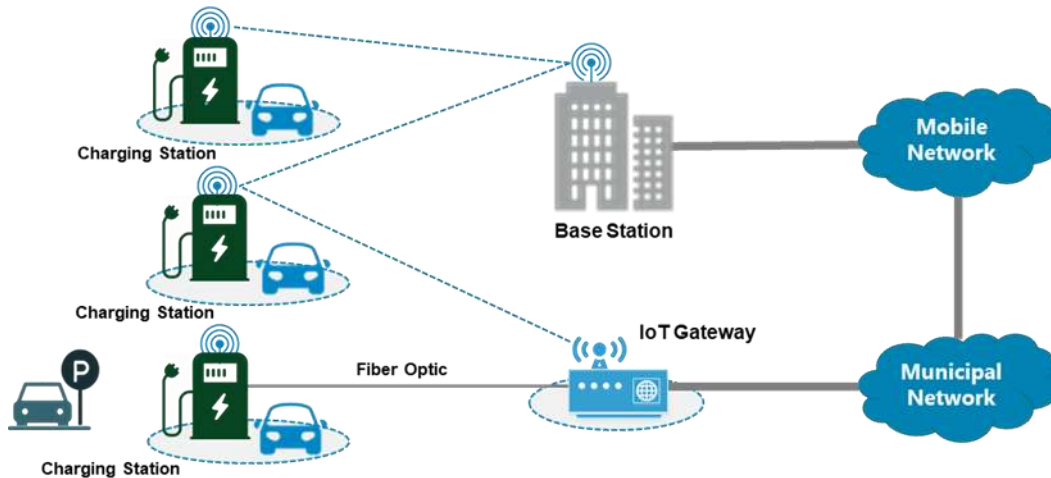 Charging Station
Mobile
Network
Base Station
Charging Station
IoT Gateway
Fiber Optic
Municipal
Network
P
Charging Station